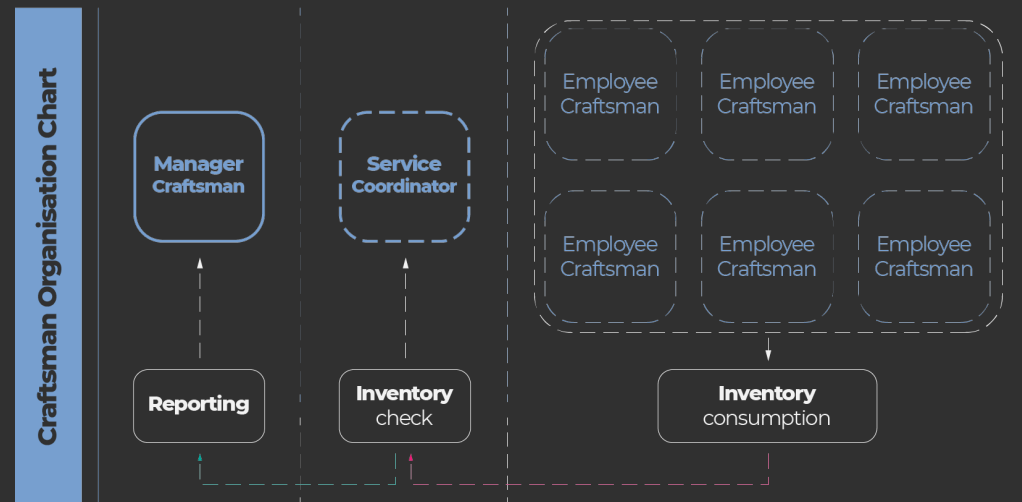 Craftsman Organisation Chart
Manager
Craftsman
Service
Coordinator
Employee
Craftsman
Employee
Craftsman
Employee
Craftsman
Employee
Craftsman
Employee
Craftsman
Employee
Craftsman
Reporting
Inventory
check
Inventory
consumption